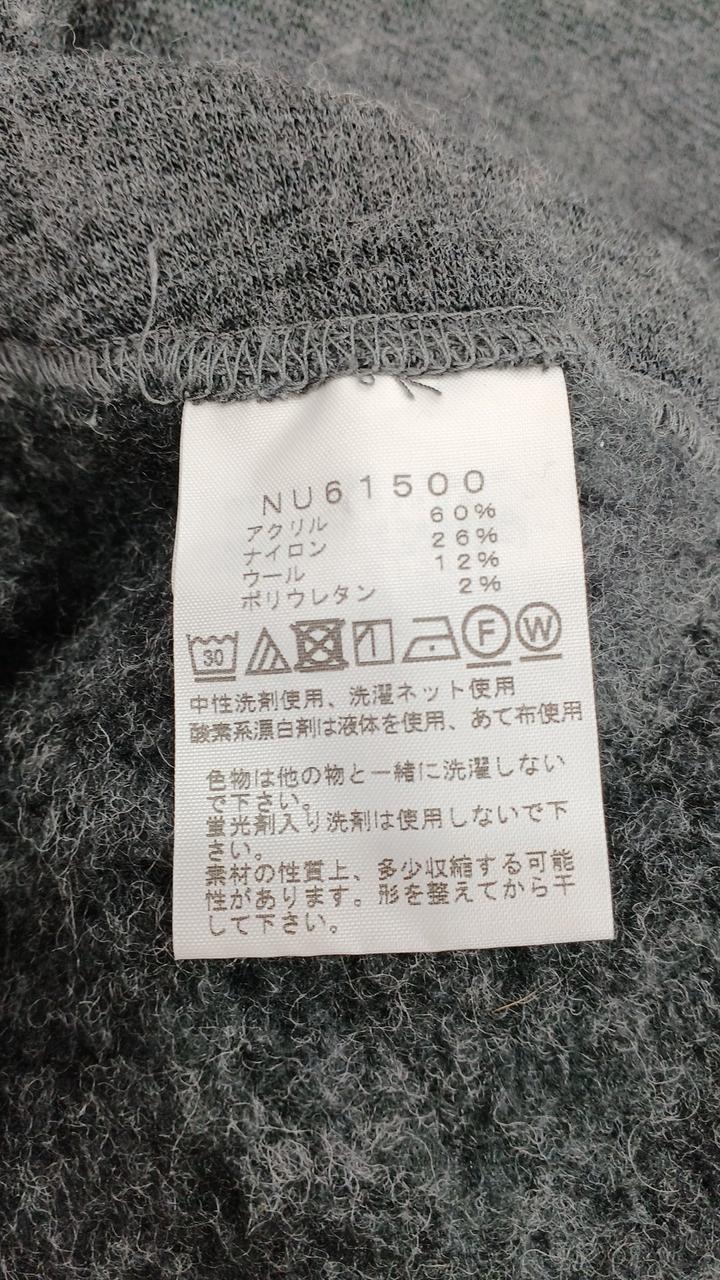 NU61500
アクリル 60%
ナイロン 26%
ウール 12%
ポリウレタン 2%
30 F W
中性洗剤使用、洗濯ネット使用
酸素系漂白剤は液体を使用、あて布使用
色物は他の物と一緒に洗濯しない
で下さい。
蛍光剤入り洗剤は使用しないで下
さい。
素材の性質上、多少収縮する可能
性があります。形を整えてから干
して下さい。